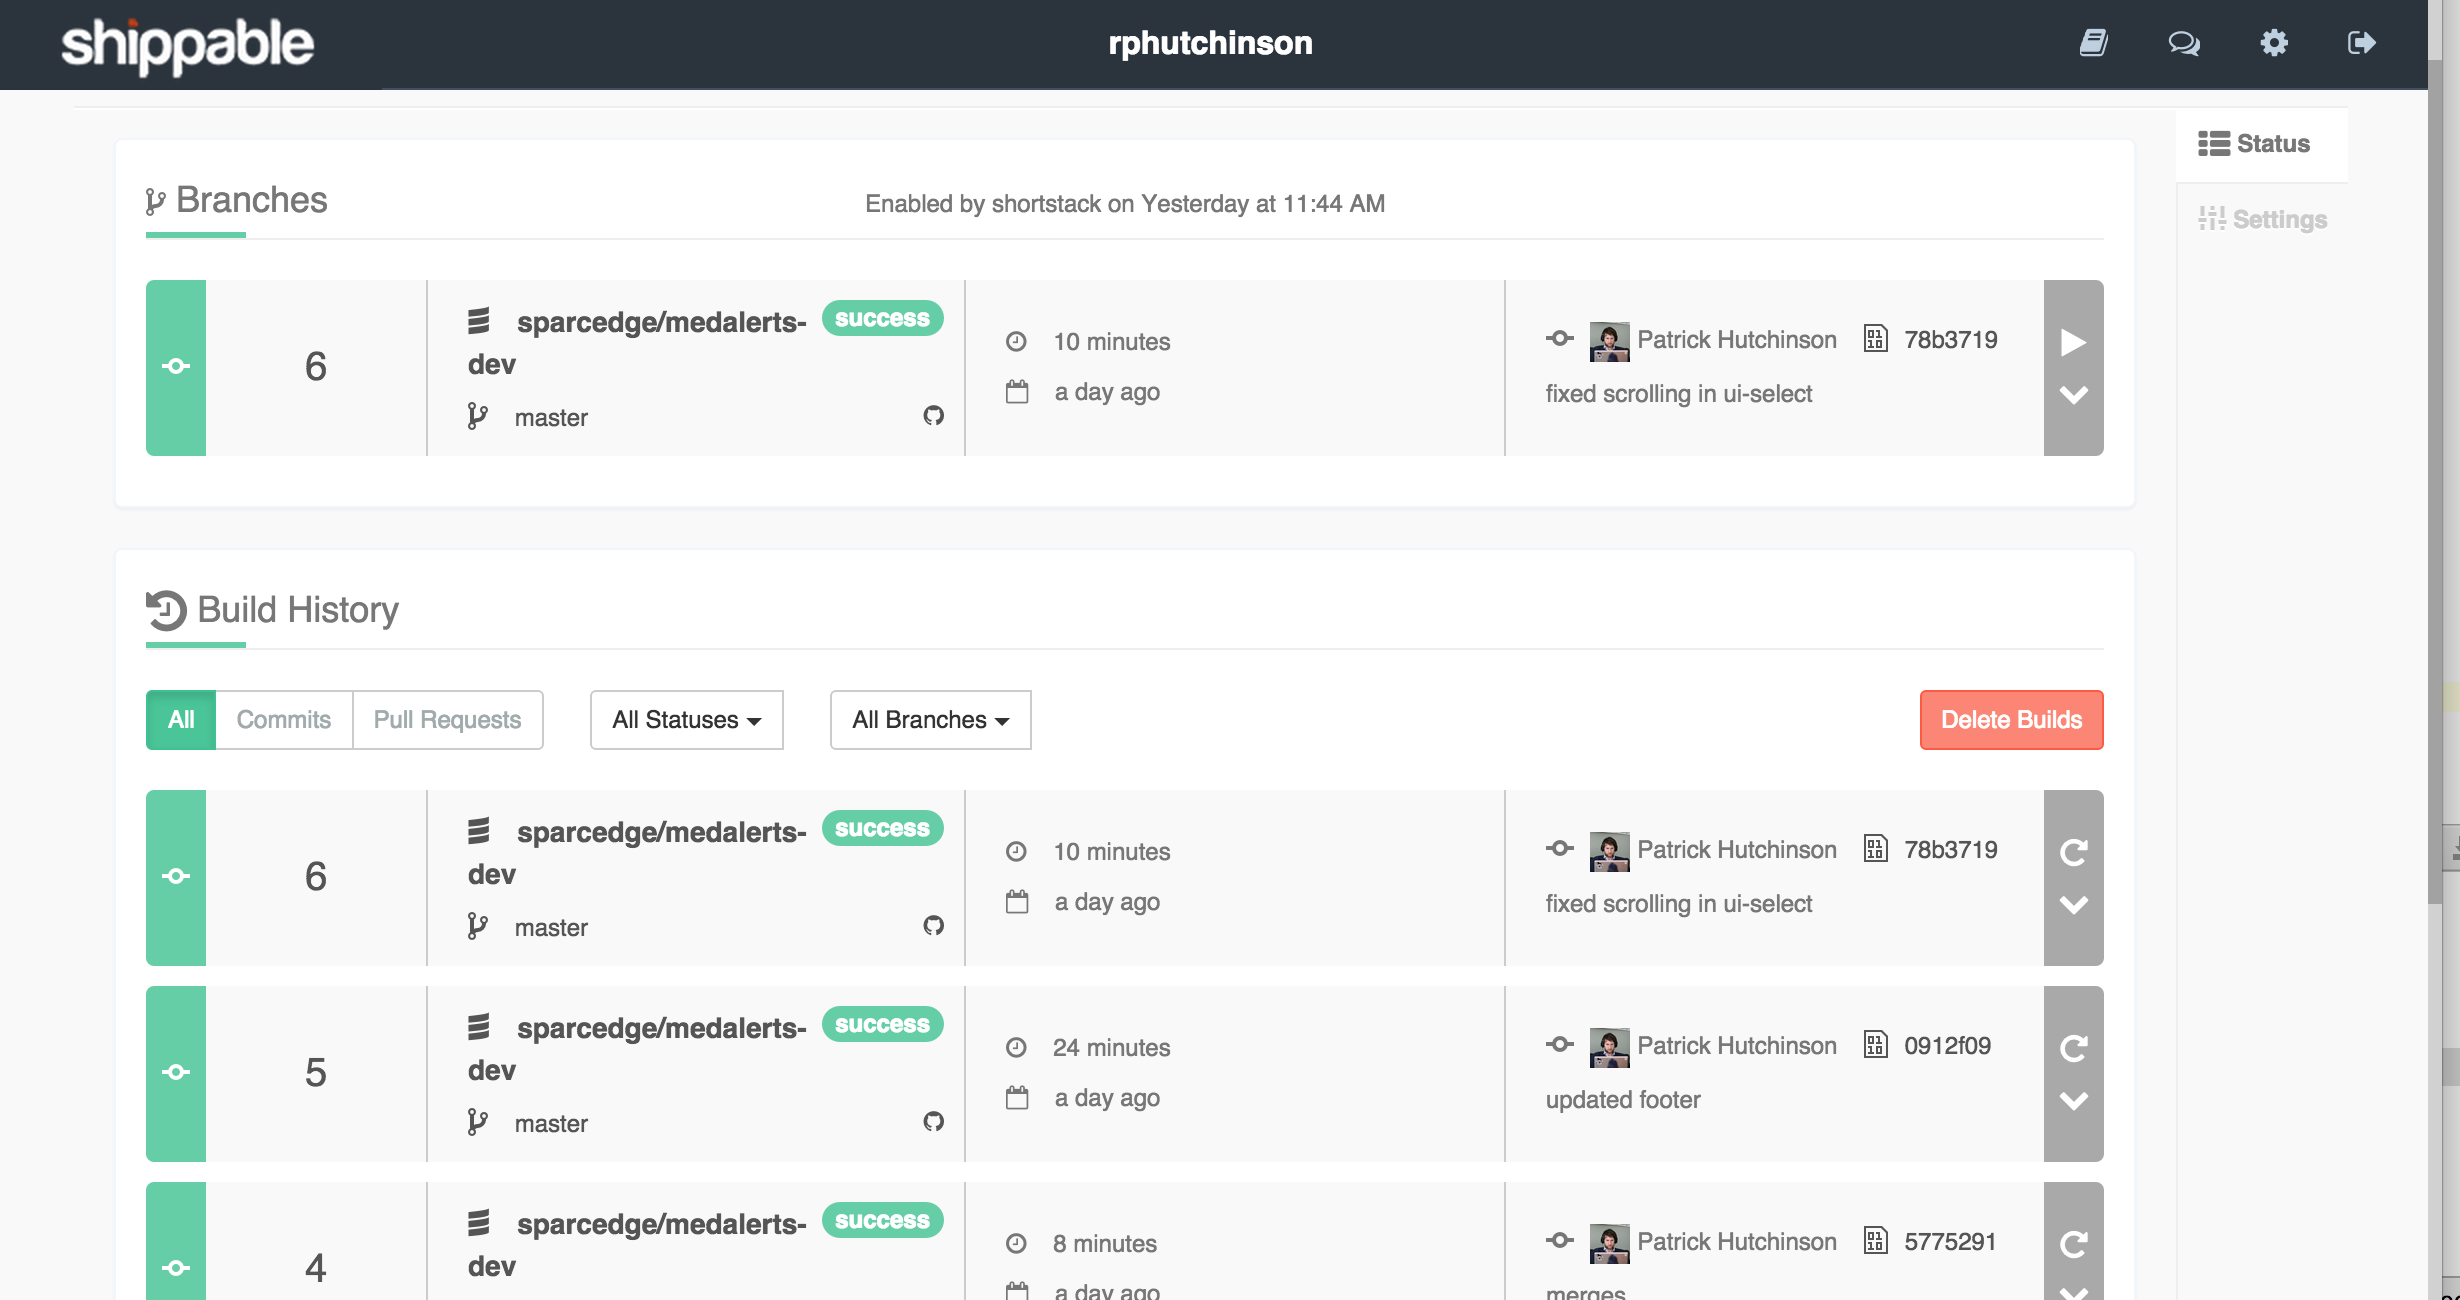 shippable
rphutchinson
Status
Settings
Branches
Enabled by shortstack on Yesterday at 11:44 AM
6
sparcedge/medalerts-dev
success
master
10 minutes
a day ago
Patrick Hutchinson 78b3719
fixed scrolling in ui-select
Build History
All Commits Pull Requests All Statuses All Branches Delete Builds
6
sparcedge/medalerts-dev
success
master
10 minutes
a day ago
Patrick Hutchinson 78b3719
fixed scrolling in ui-select
5
sparcedge/medalerts-dev
success
master
24 minutes
a day ago
Patrick Hutchinson 0912f09
updated footer
4
sparcedge/medalerts-dev
success
8 minutes
a day ago
Patrick Hutchinson 5775291
merges